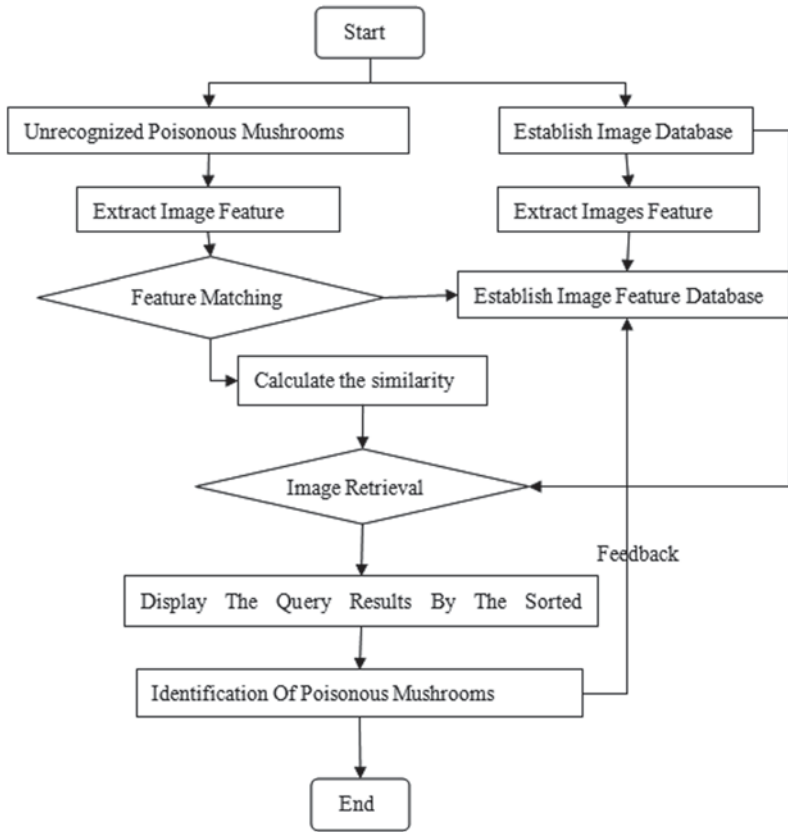 Start
Unrecognized Poisonous Mushrooms
Establish Image Database
Extract Image Feature
Extract Images Feature
Feature Matching
Establish Image Feature Database
Calculate the similarity
Image Retrieval
Feedback
Display The Query Results By The Sorted
Identification Of Poisonous Mushrooms
End